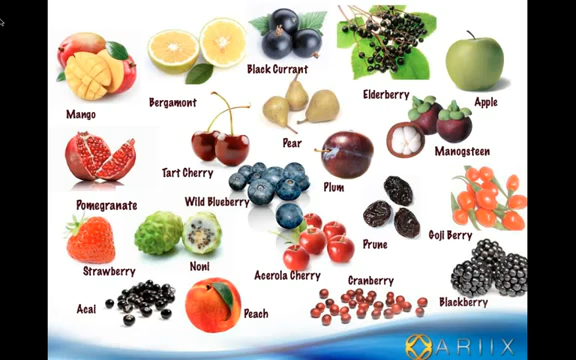 Black Currant
Mango
Bergamont
Elderberry
Apple
Pear
Manogsteen
Tart Cherry
Plum
Pomegranate
Wild Blueberry
Prune
Goji Berry
Strawberry
Noni
Acerola Cherry
Cranberry
Blackberry
Acai
Peach
ARIIX